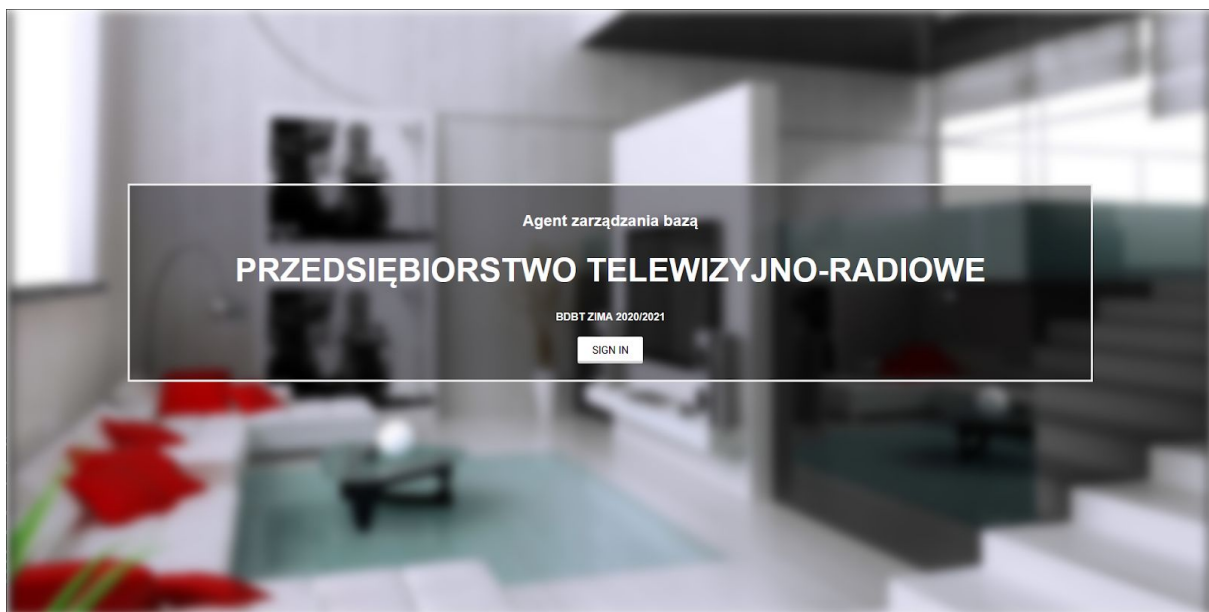 Agent zarządzania bazą
PRZEDSIĘBIORSTWO TELEWIZYJNO-RADIOWE
BDBT ZIMA 2020/2021
SIGN IN